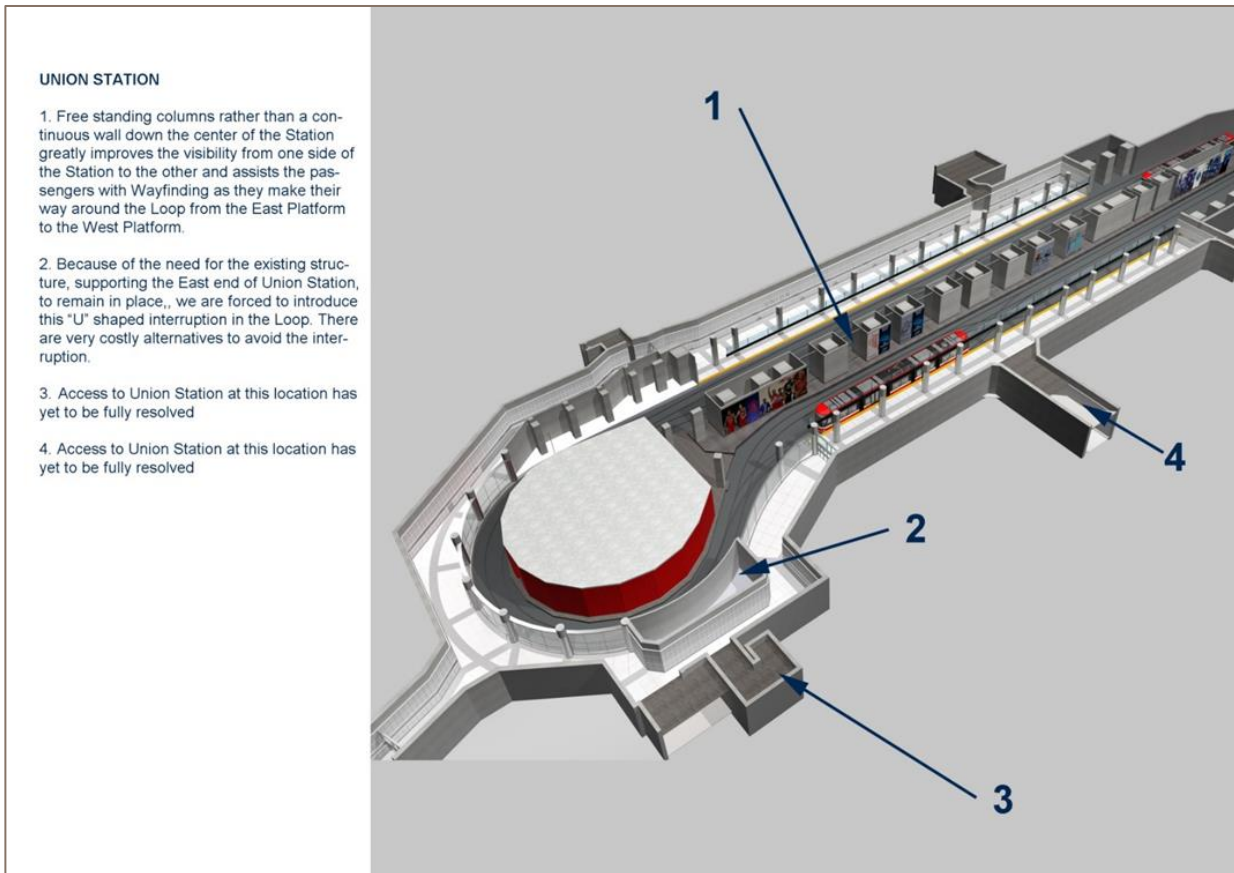 UNION STATION
1. Free standing columns rather than a con-
tinuous wall down the center of the Station
greatly improves the visibility from one side of
the Station to the other and assists the pas-
sengers with Wayfinding as they make their
way around the Loop from the East Platform
to the West Platform.
2. Because of the need for the existing struc-
ture, supporting the East end of Union Station,
to remain in place,, we are forced to introduce
this “U” shaped interruption in the Loop. There
are very costly alternatives to avoid the inter-
ruption.
3. Access to Union Station at this location has
yet to be fully resolved
4. Access to Union Station at this location has
yet to be fully resolved
1
4
2
3